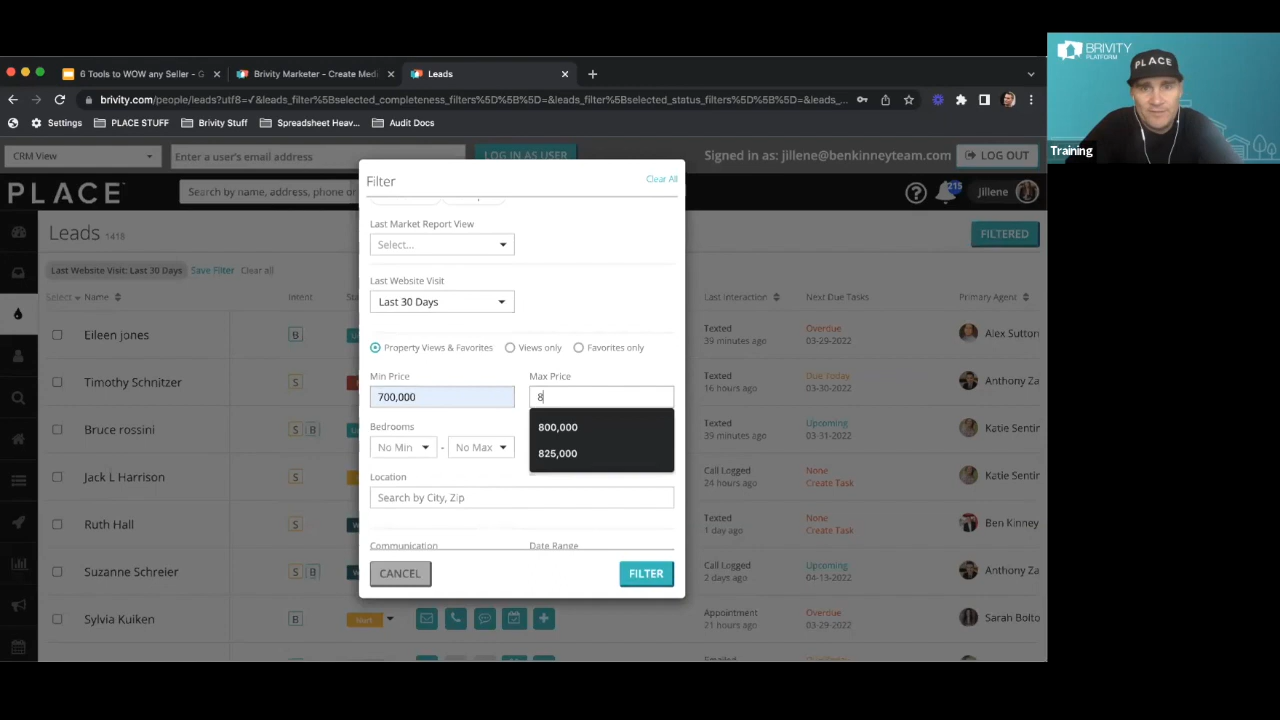 6 Tools to WOW any Seller - G
Brivity Marketer - Create Medi
Leads
brivity.com/people/leads?utf8=√&leads_filter%5Bselected_completeness_filters%5D%5B%5D=&leads_filter%5Bselected_status_filters%5D%5B%5D=&leads_...
Settings
PLACE STUFF
Brivity Stuff
Spreadsheet Heav...
Audit Docs
BRIVITY
PLATFORM
PLACE
Training
CRM View
Enter a user's email address
LOG IN AS USER
Signed in as: jillene@benkinneyteam.com
LOG OUT
PLACE
Search by name, address, phone or
?
215
Jillene
Leads 1418
FILTERED
Last Website Visit: Last 30 Days
Save Filter
Clear all
Select
Name
Intent
Last Interaction
Next Due Tasks
Primary Agent
Eileen jones
B
Texted
39 minutes ago
Overdue
03-29-2022
Alex Sutton
Timothy Schnitzer
S
Texted
16 hours ago
Due Today
03-30-2022
Anthony Za
Bruce rossini
S B
Texted
39 minutes ago
Upcoming
03-31-2022
Katie Sentir
Jack L Harrison
S
Call Logged
24 hours ago
None
Create Task
Katie Sentir
Ruth Hall
S
Texted
1 day ago
None
Create Task
Ben Kinney
Suzanne Schreier
S B
Call Logged
2 days ago
Upcoming
04-13-2022
Anthony Za
Sylvia Kuiken
B
Appointment
21 hours ago
Overdue
03-29-2022
Sarah Bolto
Emailed
Filter
Clear All
Last Market Report View
Select...
Last Website Visit
Last 30 Days
Property Views & Favorites
Views only
Favorites only
Min Price
Max Price
700,000
8
800,000
825,000
Bedrooms
No Min - No Max
Location
Search by City, Zip
Communication
Date Range
CANCEL
FILTER